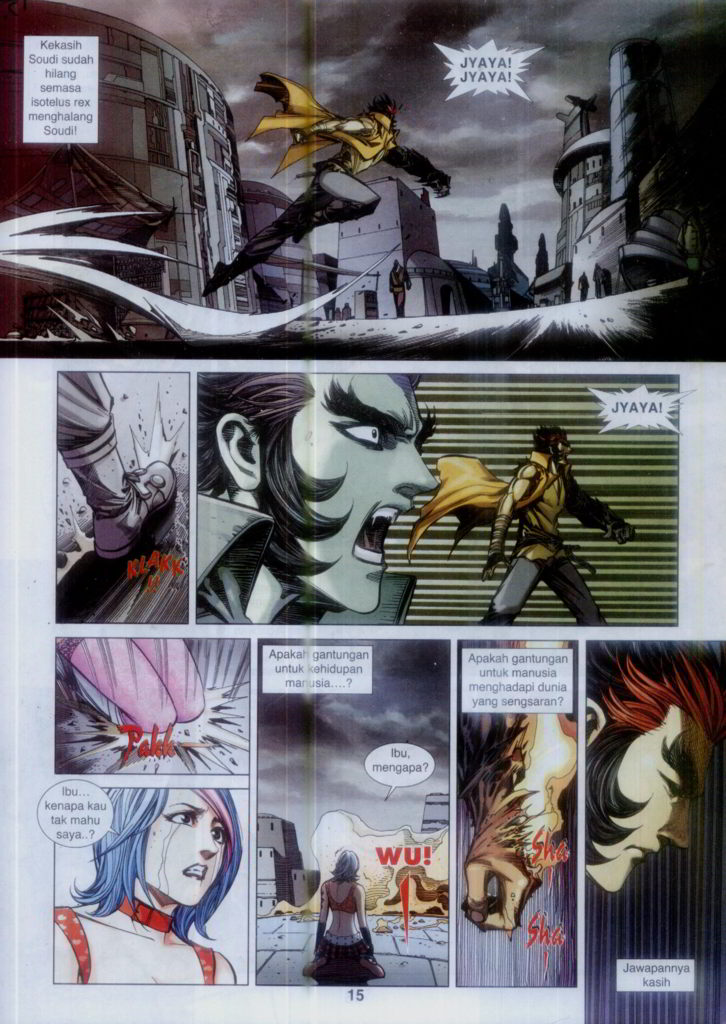 Kekasih
Soudi sudah
hilang
semasa
isotelus rex
menghalang
Soudi!
JYAYA!
JYAYA!
JYAYA!
KLAKK
!!
Pakk
Ibu...
kenapa kau
tak mahu
saya..?
Apakah gantungan
untuk kehidupan
manusia....?
Ibu,
mengapa?
WU!
!
Apakah gantungan
untuk manusia
menghadapi dunia
yang sengsaran?
Sha
Sha
!
Jawapannya
kasih
15